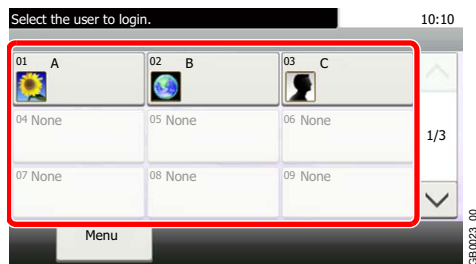 Select the user to login.
10:10
01 A
02 B
03 C
04 None
05 None
06 None
1/3
07 None
08 None
09 None
Menu
GB0023_00